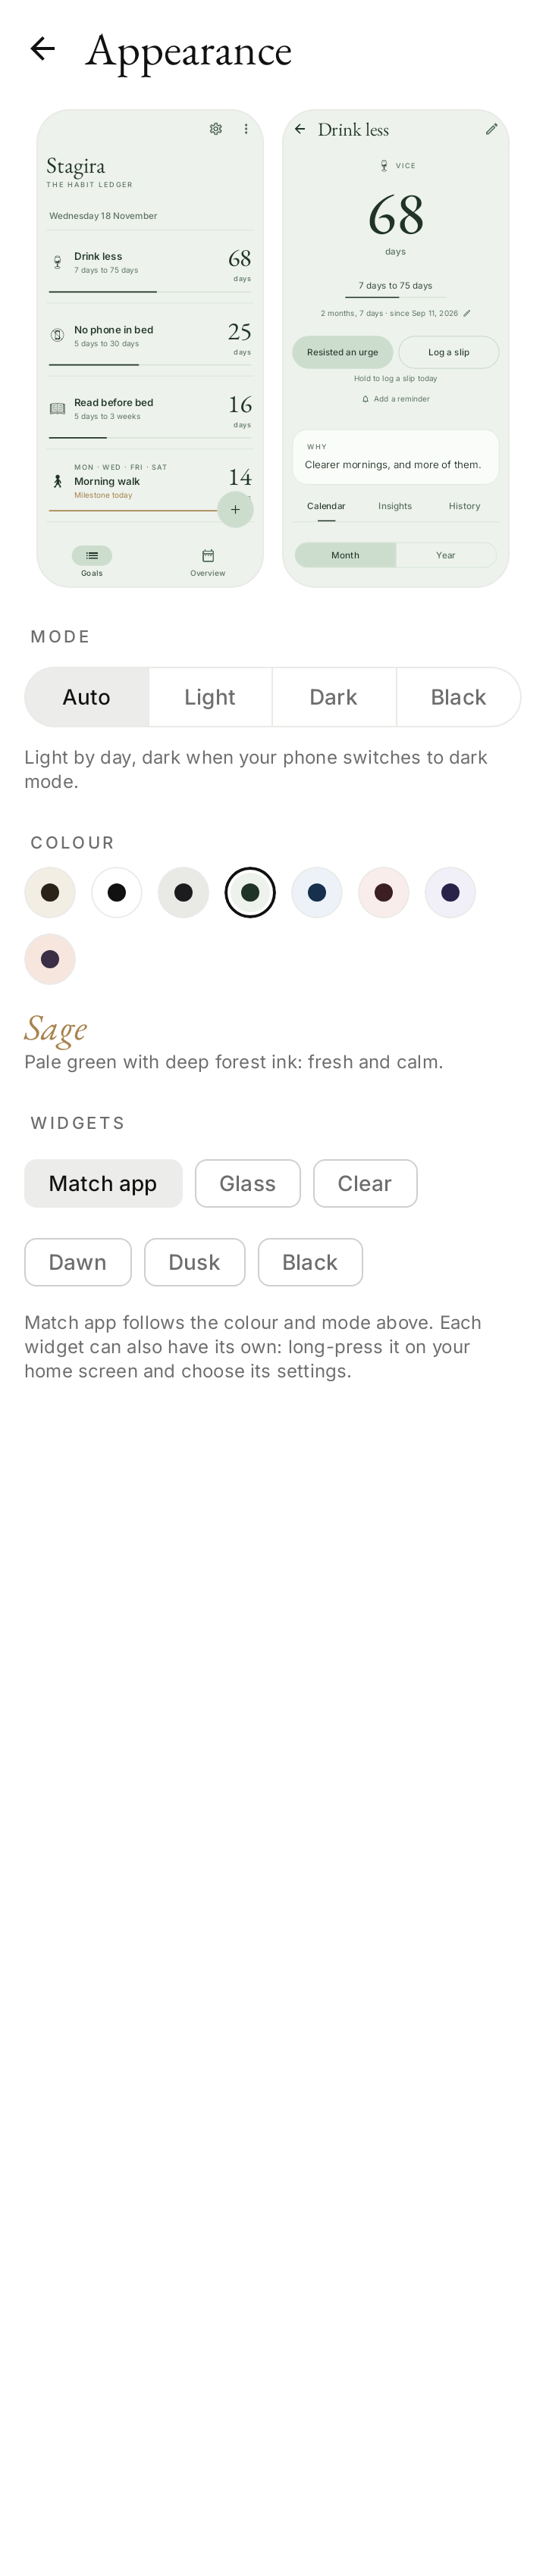 Appearance
Stagira
THE HABIT LEDGER
Wednesday 18 November
Drink less
7 days to 75 days
68
days
No phone in bed
5 days to 30 days
25
days
Read before bed
5 days to 3 weeks
16
days
MON · WED · FRI · SAT
Morning walk
Milestone today
14
+
Goals
Overview
Drink less
VICE
68
days
7 days to 75 days
2 months, 7 days · since Sep 11, 2026
Resisted an urge
Log a slip
Hold to log a slip today
Add a reminder
WHY
Clearer mornings, and more of them.
Calendar
Insights
History
Month
Year
MODE
Auto
Light
Dark
Black
Light by day, dark when your phone switches to dark
mode.
COLOUR
Sage
Pale green with deep forest ink: fresh and calm.
WIDGETS
Match app
Glass
Clear
Dawn
Dusk
Black
Match app follows the colour and mode above. Each
widget can also have its own: long-press it on your
home screen and choose its settings.